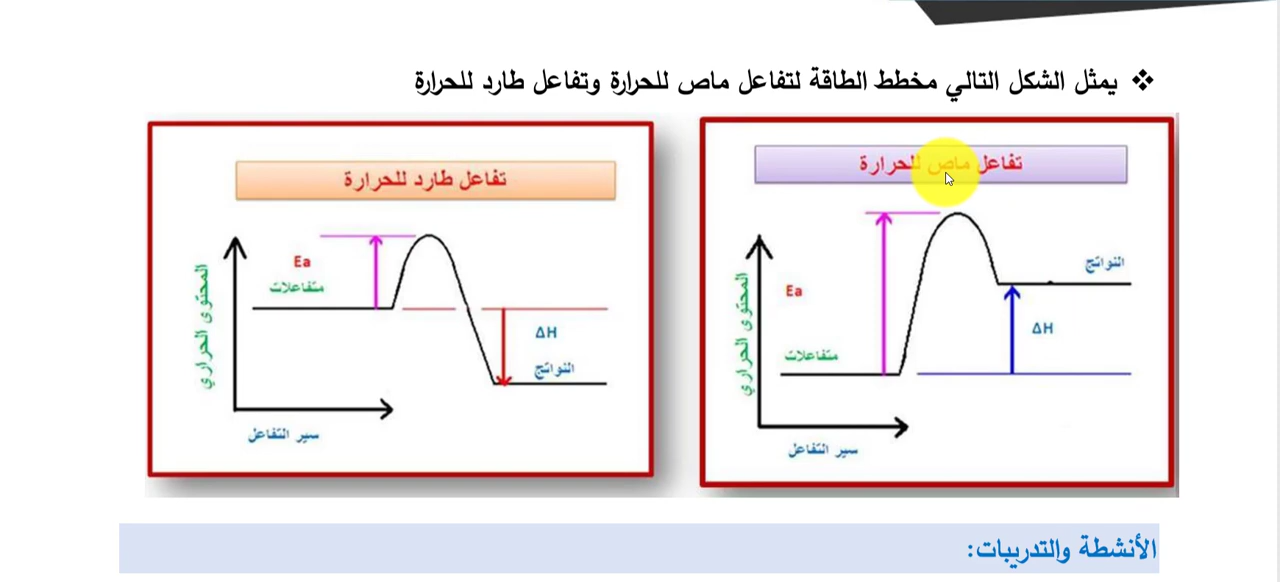 ❖ يمثل الشكل التالي مخطط الطاقة لتفاعل ماص للحرارة وتفاعل طارد للحرارة
تفاعل ماص للحرارة
المحتوى الحراري
Ea
متفاعلات
النواتج
ΔH
سير التفاعل
تفاعل طارد للحرارة
المحتوى الحراري
Ea
متفاعلات
ΔH
النواتج
سير التفاعل
الأنشطة والتدريبات: